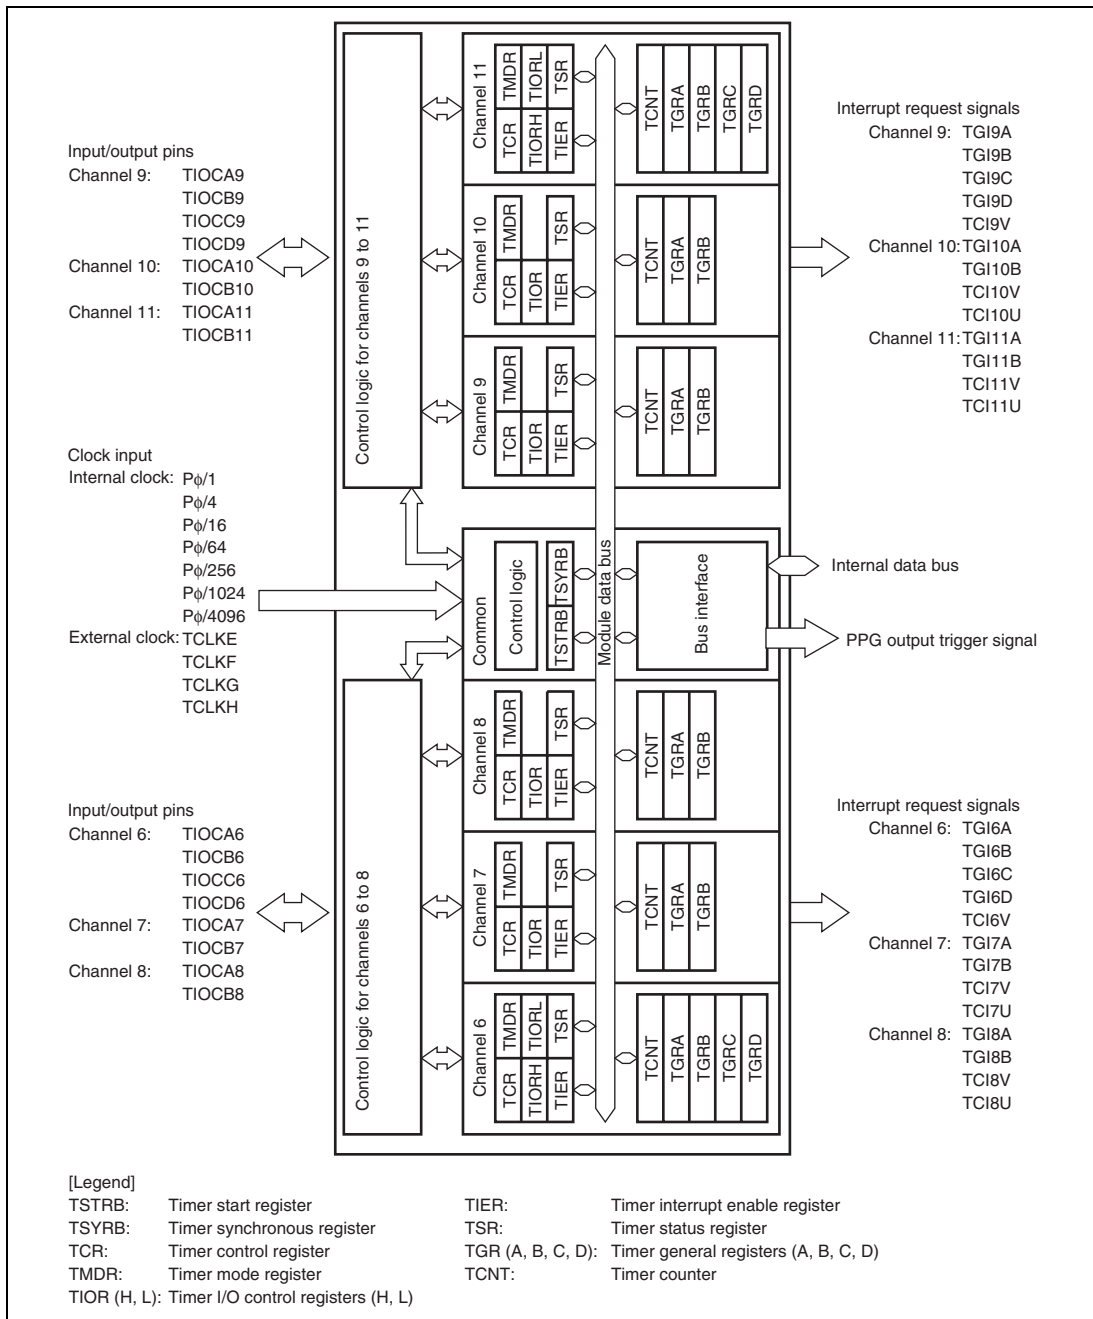 Input/output pins
Channel 9: TIOCA9
TIOCB9
TIOCC9
TIOCD9
Channel 10: TIOCA10
TIOCB10
Channel 11: TIOCA11
TIOCB11
Clock input
Internal clock: Pϕ/1
Pϕ/4
Pϕ/16
Pϕ/64
Pϕ/256
Pϕ/1024
Pϕ/4096
External clock: TCLKE
TCLKF
TCLKG
TCLKH
Input/output pins
Channel 6: TIOCA6
TIOCB6
TIOCC6
TIOCD6
Channel 7: TIOCA7
TIOCB7
Channel 8: TIOCA8
TIOCB8
Control logic for channels 9 to 11
Control logic for channels 6 to 8
Channel 11
TCR TMDR
TIORH TIORL
TIER TSR
TCNT
TGRA
TGRB
TGRC
TGRD
Channel 10
TCR TMDR
TIOR
TIER TSR
TCNT
TGRA
TGRB
Channel 9
TCR TMDR
TIOR
TIER TSR
TCNT
TGRA
TGRB
Common
Control logic
TSTRB TSYRB
Module data bus
Bus interface
Channel 8
TCR TMDR
TIOR
TIER TSR
TCNT
TGRA
TGRB
Channel 7
TCR TMDR
TIOR
TIER TSR
TCNT
TGRA
TGRB
Channel 6
TCR TMDR
TIORH TIORL
TIER TSR
TCNT
TGRA
TGRB
TGRC
TGRD
Interrupt request signals
Channel 9: TGI9A
TGI9B
TGI9C
TGI9D
TCI9V
Channel 10: TGI10A
TGI10B
TCI10V
TCI10U
Channel 11: TGI11A
TGI11B
TCI11V
TCI11U
Internal data bus
PPG output trigger signal
Interrupt request signals
Channel 6: TGI6A
TGI6B
TGI6C
TGI6D
TCI6V
Channel 7: TGI7A
TGI7B
TCI7V
TCI7U
Channel 8: TGI8A
TGI8B
TCI8V
TCI8U
[Legend]
TSTRB: Timer start register
TSYRB: Timer synchronous register
TCR: Timer control register
TMDR: Timer mode register
TIOR (H, L): Timer I/O control registers (H, L)
TIER: Timer interrupt enable register
TSR: Timer status register
TGR (A, B, C, D): Timer general registers (A, B, C, D)
TCNT: Timer counter